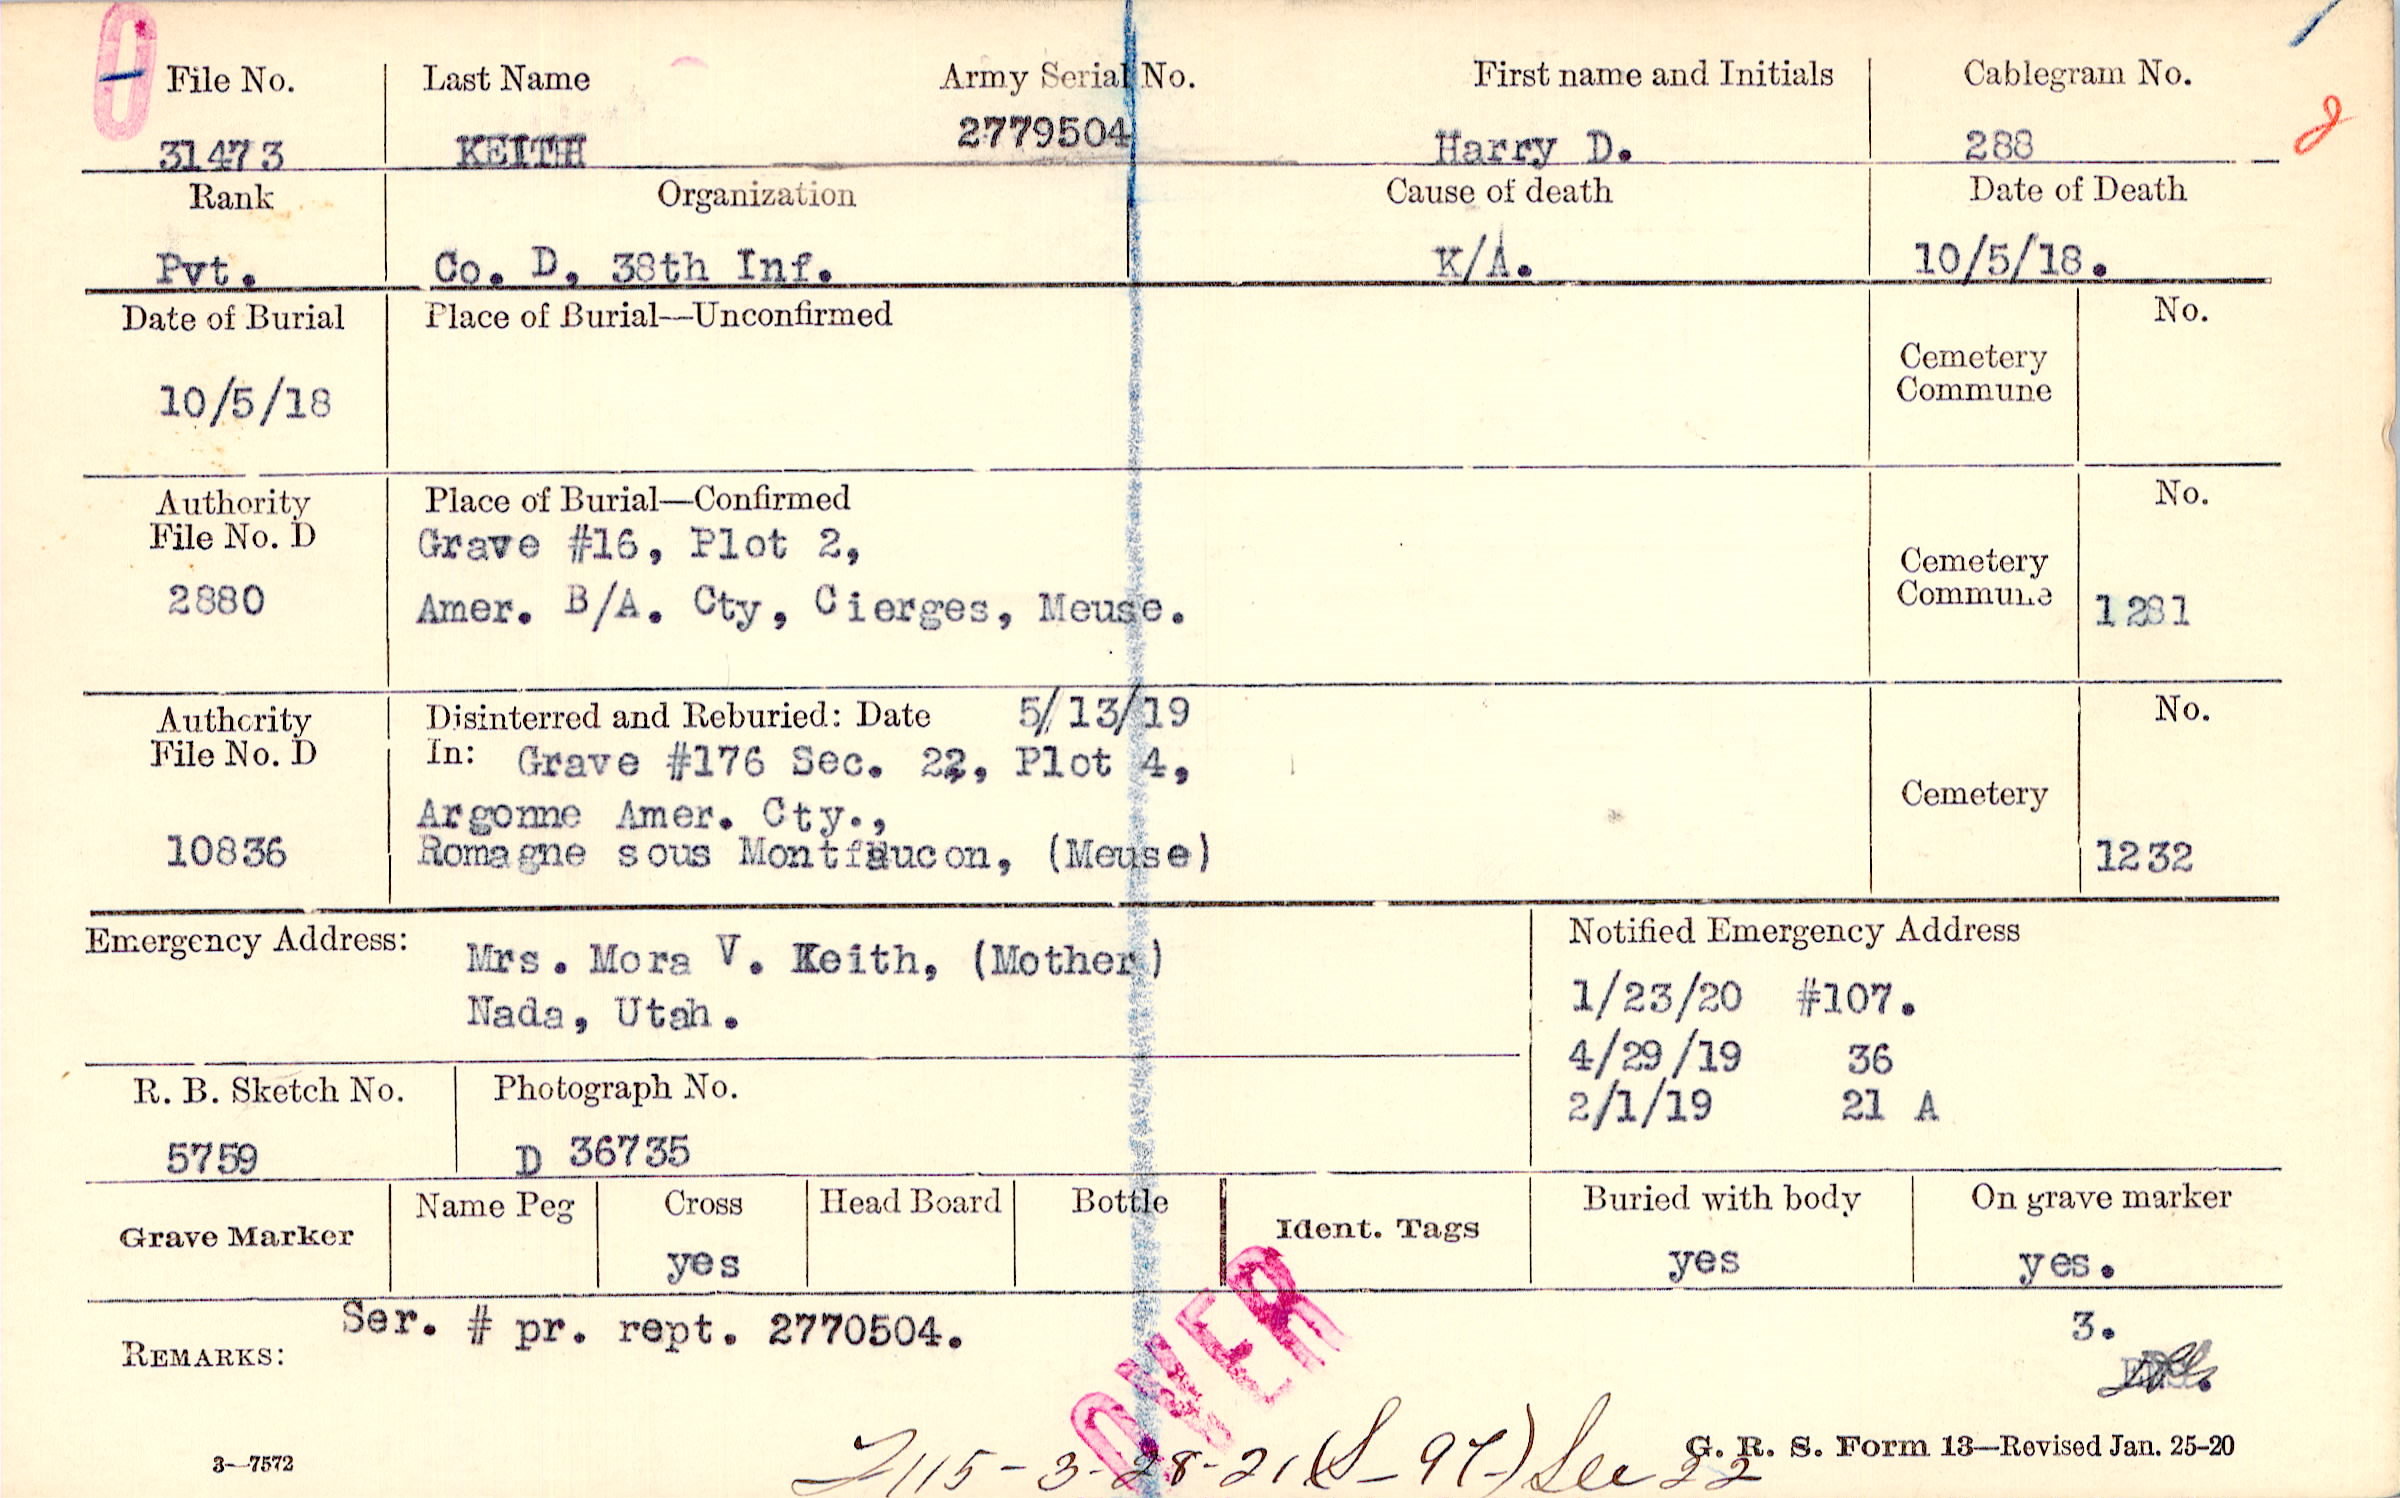 File No. Last Name Army Serial No. First name and Initials Cablegram No.
31473 KEITH 2779504 Harry D. 288
Rank Organization Cause of death Date of Death
Pvt. Co. D, 38th Inf. K/A. 10/5/18.
Date of Burial Place of Burial—Unconfirmed No.
Cemetery
Commune
10/5/18
Authority Place of Burial—Confirmed No.
File No. D Grave #16, Plot 2,
Cemetery
Commune
2880 Amer. B/A. Cty, Cierges, Meuse. 1281
Authority Disinterred and Reburied: Date 5/13/19 No.
File No. D In: Grave #176 Sec. 22, Plot 4,
Cemetery
Argonne Amer. Cty.,
10836 Romagne sous Montfaucon, (Meuse) 1232
Emergency Address: Mrs. Mora V. Keith, (Mother)
Nada, Utah.
Notified Emergency Address
1/23/20 #107.
4/29/19 36
2/1/19 21 A
R. B. Sketch No. Photograph No.
5759 D 36735
Grave Marker Name Peg Cross Head Board Bottle Ident. Tags Buried with body On grave marker
yes yes yes.
Ser. # pr. rept. 2770504. 3.
REMARKS:
OVER
G. R. S. Form 13—Revised Jan. 25-20
3—7572
115-3-28-21 (S-97) Sec 22